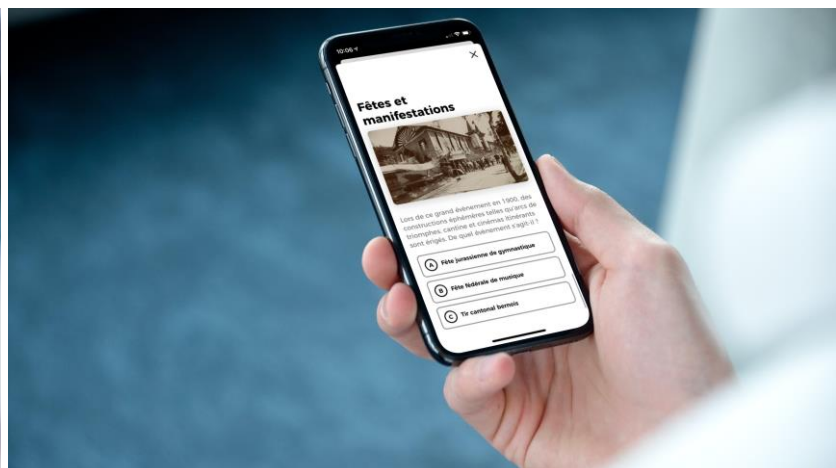 10:06
Fêtes et
manifestations
Lors de ce grand événement en 1900, des
constructions éphémères telles qu'arcs de
triomphes, cantine et cinémas itinérants
sont érigés. De quel événement s'agit-il ?
A Fête jurassienne de gymnastique
B Fête fédérale de musique
C Tir cantonal bernois